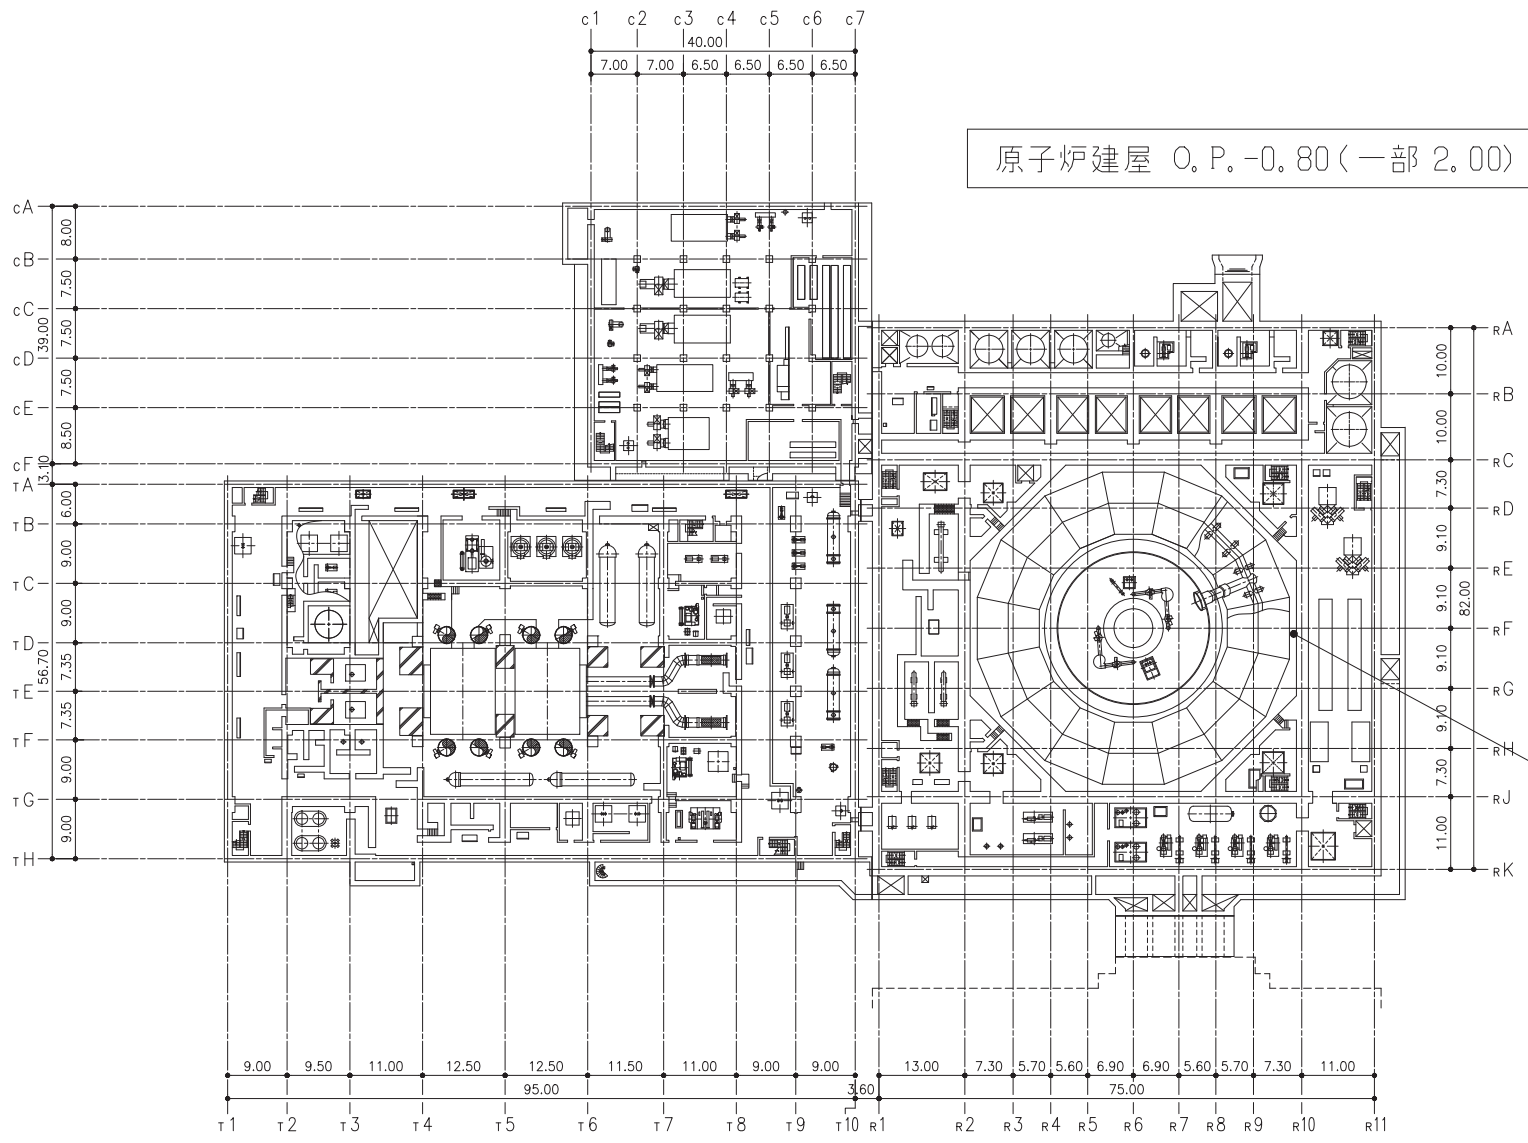 c1 c2 c3 c4 c5 c6 c7
40.00
7.00 7.00 6.50 6.50 6.50 6.50
原子炉建屋 O.P.-0.80(一部 2.00)
cA
8.00
cB
7.50
cC
7.50
39.00
cD
7.50
cE
8.50
cF
3.10
TA
6.00
TB
9.00
TC
9.00
TD
7.35
56.70
TE
7.35
TF
9.00
TG
9.00
TH
RA
10.00
RB
10.00
RC
7.30
RD
9.10
RE
9.10
82.00
RF
9.10
RG
9.10
RH
7.30
RJ
11.00
RK
9.00 9.50 11.00 12.50 12.50 11.50 11.00 9.00 9.00 13.00 7.30 5.70 5.60 6.90 6.90 5.60 5.70 7.30 11.00
95.00 3.60 75.00
T1 T2 T3 T4 T5 T6 T7 T8 T9 T10 R1 R2 R3 R4 R5 R6 R7 R8 R9 R10 R11